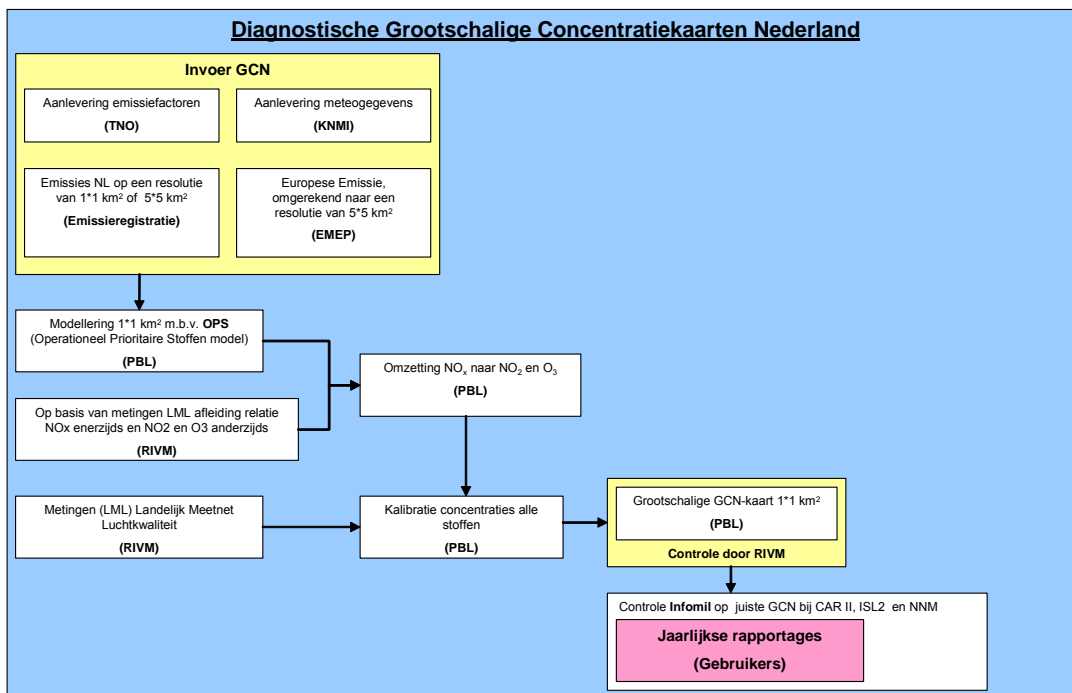 Diagnostische Grootschalige Concentratiekaarten Nederland
Invoer GCN
Aanlevering emissiefactoren
(TNO)
Aanlevering meteogegevens
(KNMI)
Emissies NL op een resolutie
van 1*1 km² of 5*5 km²
(Emissieregistratie)
Europese Emissie,
omgerekend naar een
resolutie van 5*5 km²
(EMEP)
Modellering 1*1 km² m.b.v. OPS
(Operationeel Prioritaire Stoffen model)
(PBL)
Omzetting NOₓ naar NO₂ en O₃
(PBL)
Op basis van metingen LML afleiding relatie
NOx enerzijds en NO2 en O3 anderzijds
(RIVM)
Metingen (LML) Landelijk Meetnet
Luchtkwaliteit
(RIVM)
Kalibratie concentraties alle
stoffen
(PBL)
Grootschalige GCN-kaart 1*1 km²
(PBL)
Controle door RIVM
Controle Infomil op juiste GCN bij CAR II, ISL2 en NNM
Jaarlijkse rapportages
(Gebruikers)